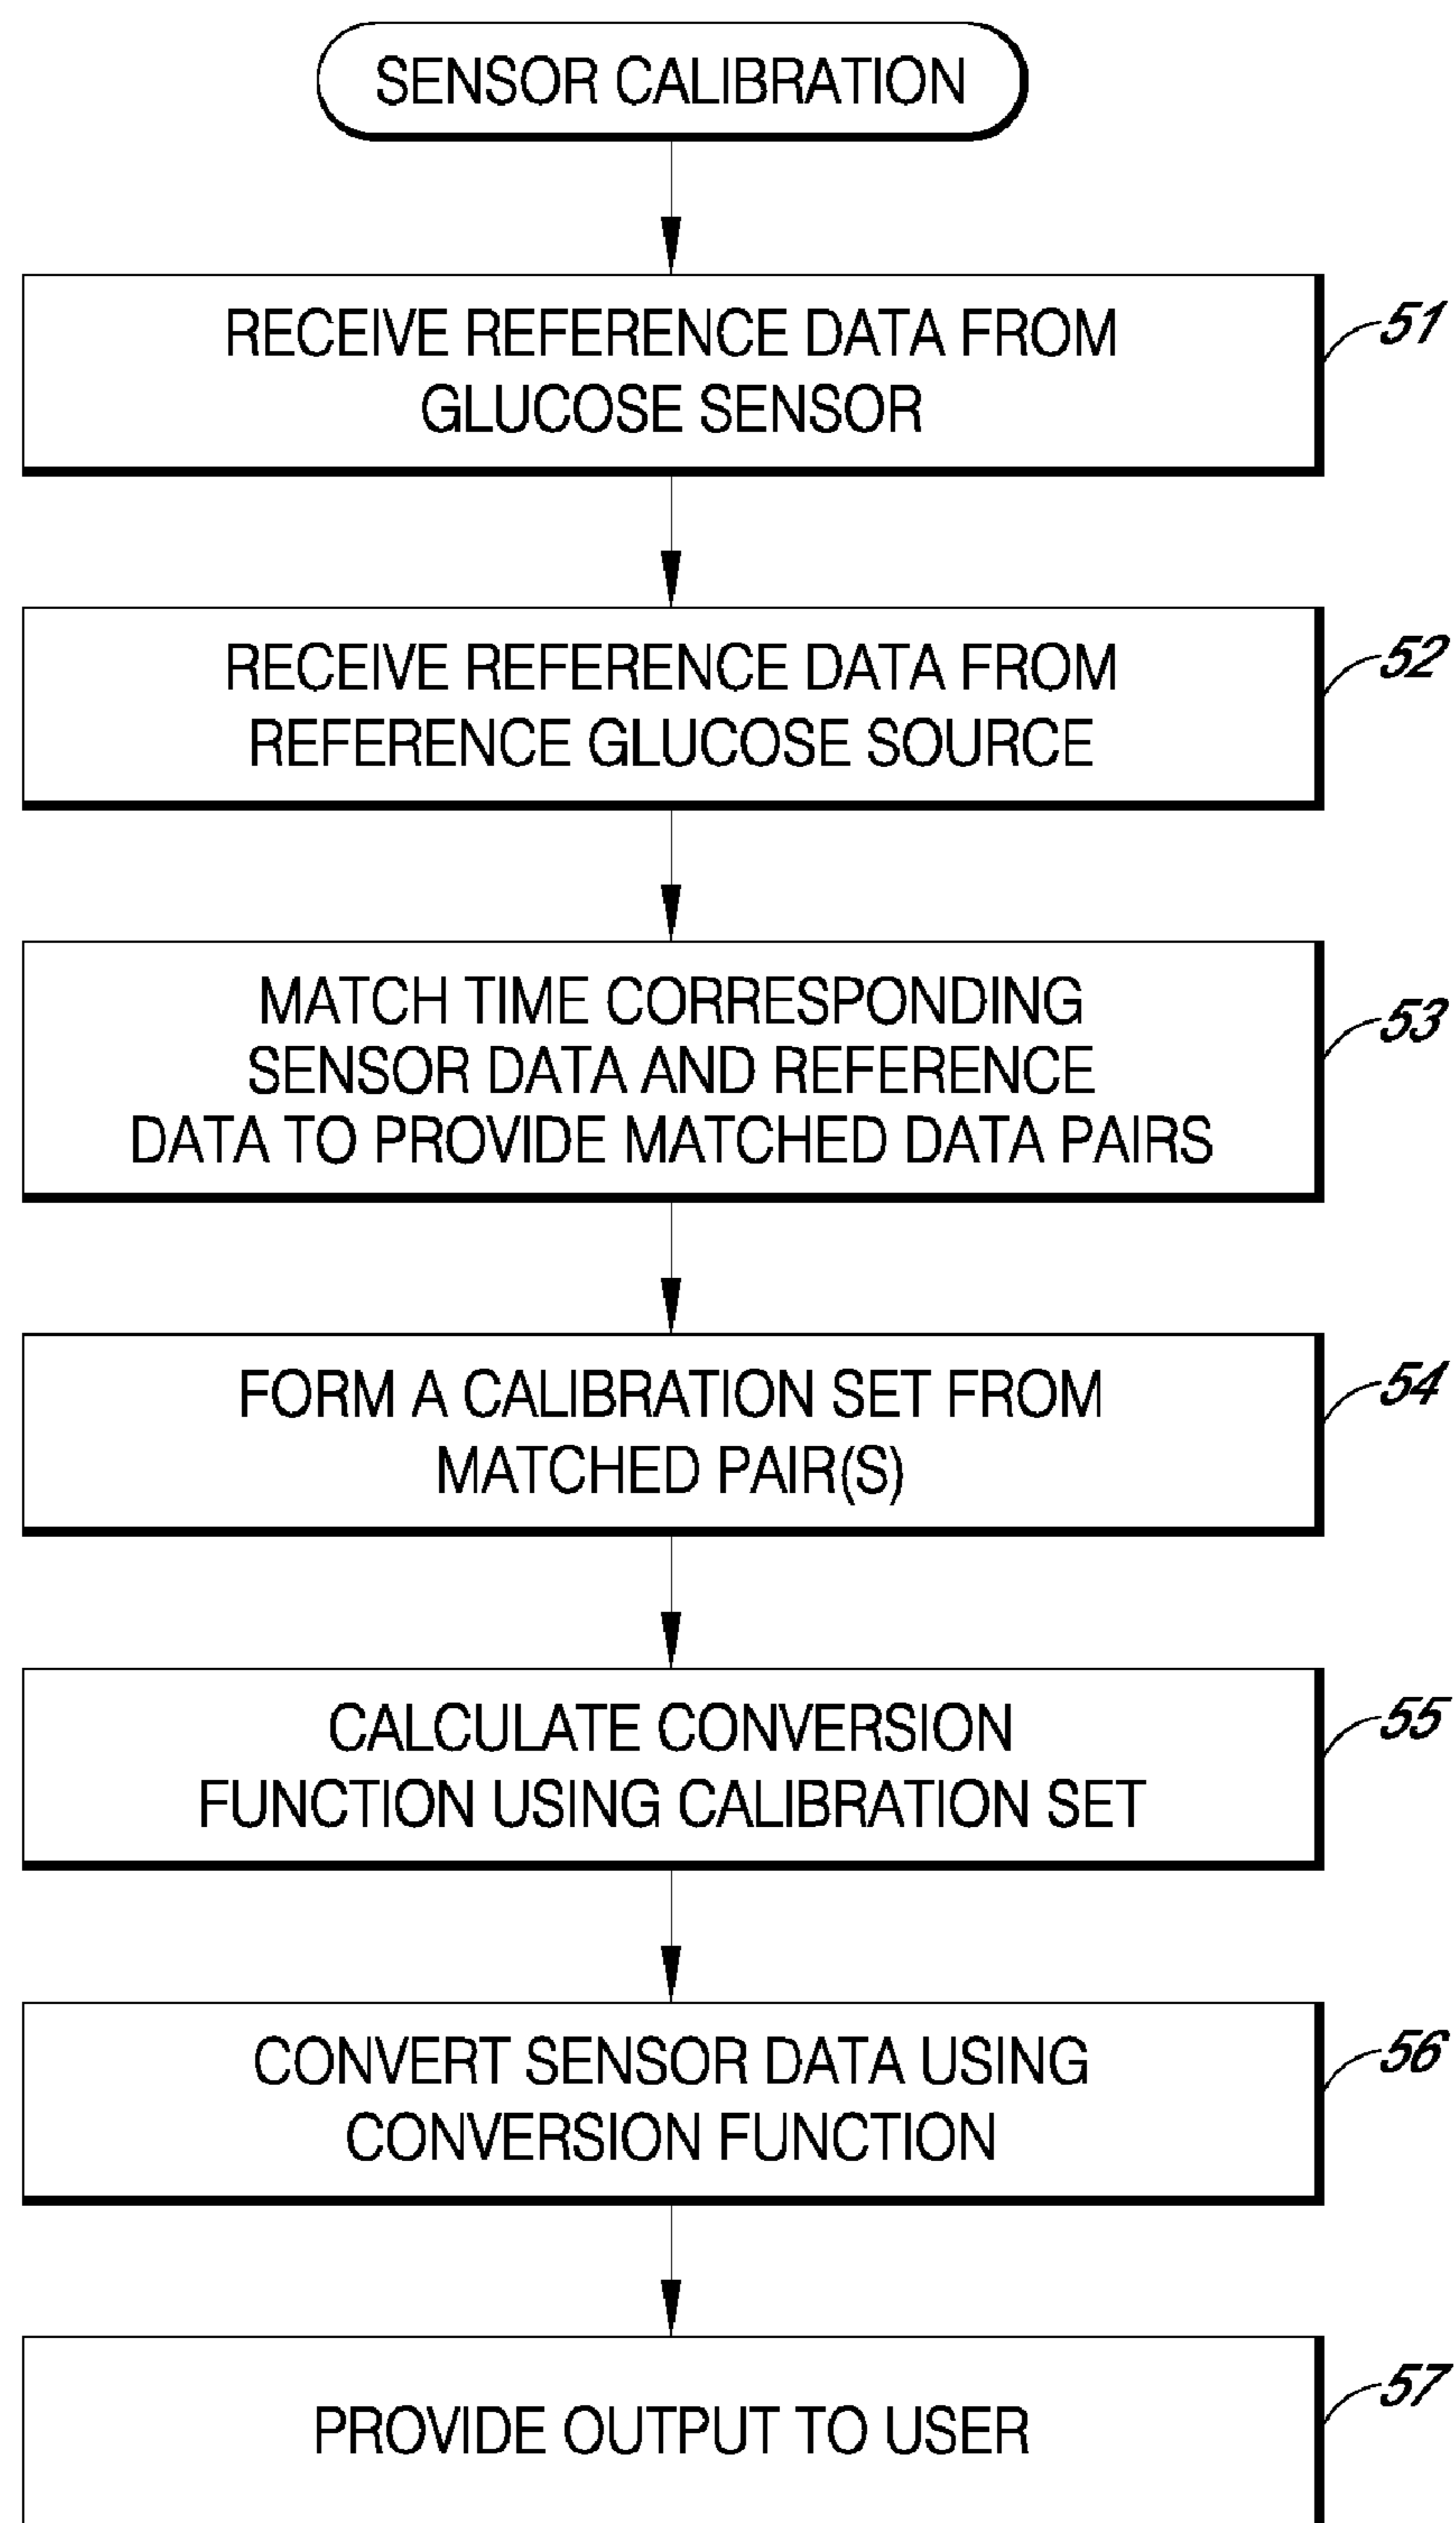 SENSOR CALIBRATION
RECEIVE REFERENCE DATA FROM
GLUCOSE SENSOR
51
RECEIVE REFERENCE DATA FROM
REFERENCE GLUCOSE SOURCE
52
MATCH TIME CORRESPONDING
SENSOR DATA AND REFERENCE
DATA TO PROVIDE MATCHED DATA PAIRS
53
FORM A CALIBRATION SET FROM
MATCHED PAIR(S)
54
CALCULATE CONVERSION
FUNCTION USING CALIBRATION SET
55
CONVERT SENSOR DATA USING
CONVERSION FUNCTION
56
PROVIDE OUTPUT TO USER
57